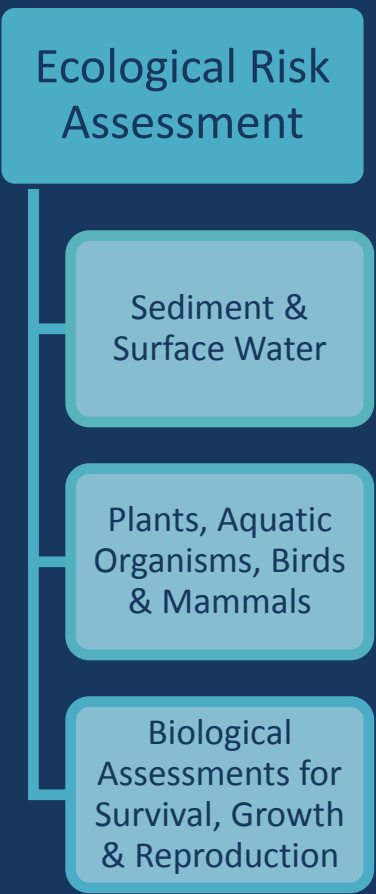 Ecological Risk
Assessment
Sediment &
Surface Water
Plants, Aquatic
Organisms, Birds
& Mammals
Biological
Assessments for
Survival, Growth
& Reproduction